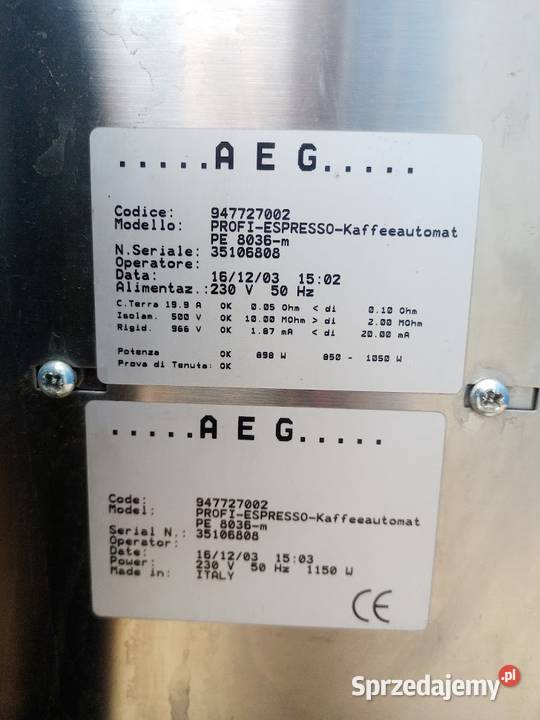 .....A E G.....
Codice: 947727002
Modello: PROFI-ESPRESSO-Kaffeeautomat
PE 8036-m
N.Seriale: 35106808
Operatore:
Data: 16/12/03 15:02
Alimentaz.: 230 V 50 Hz
C.Terra 19.9 A OK 0.05 Ohm < di 0.10 Ohm
Isolam. 500 V OK 10.00 MOhm > di 2.00 MOhm
Rigid. 966 V OK 1.87 mA < di 20.00 mA
Potenza OK 898 W 850 - 1050 W
Prova di Tenuta: OK
.....A E G.....
Code: 947727002
Model: PROFI-ESPRESSO-Kaffeeautomat
PE 8036-m
Serial N.: 35106808
Operator:
Date: 16/12/03 15:03
Power: 230 V 50 Hz 1150 W
Made in: ITALY
CE
Sprzedajemy.pl